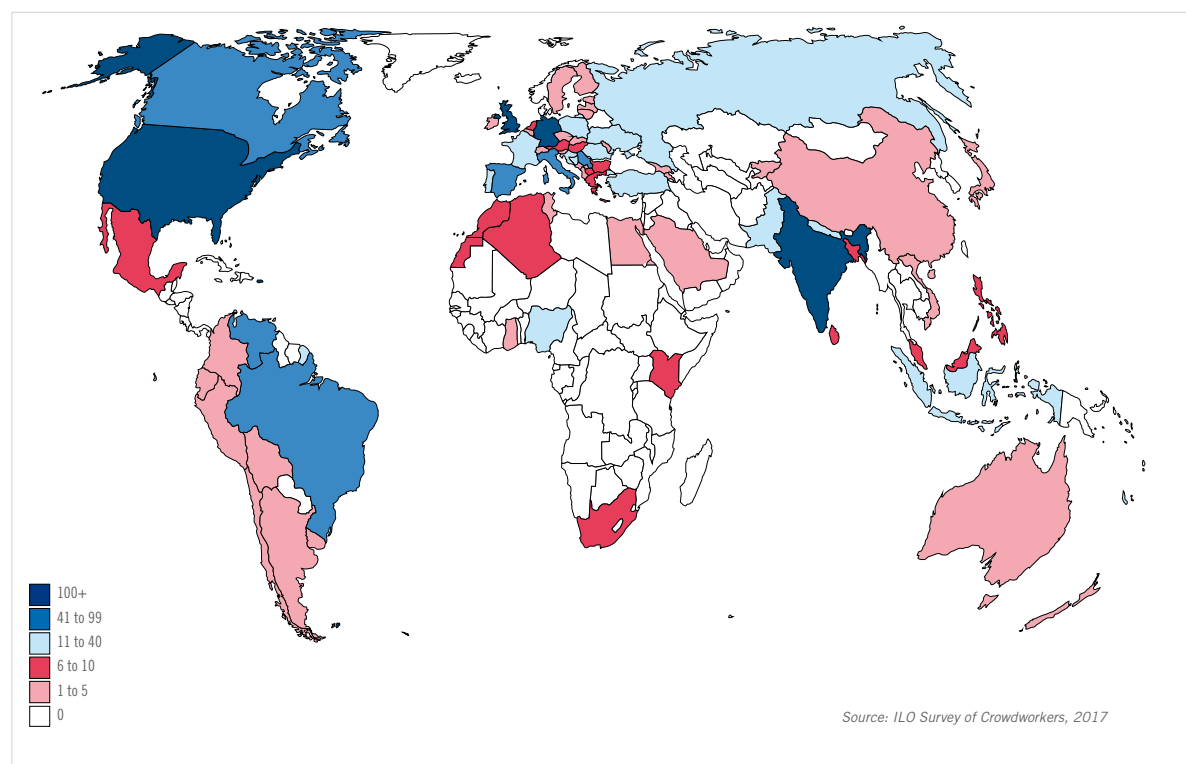 100+
41 to 99
11 to 40
6 to 10
1 to 5
0
Source: ILO Survey of Crowdworkers, 2017